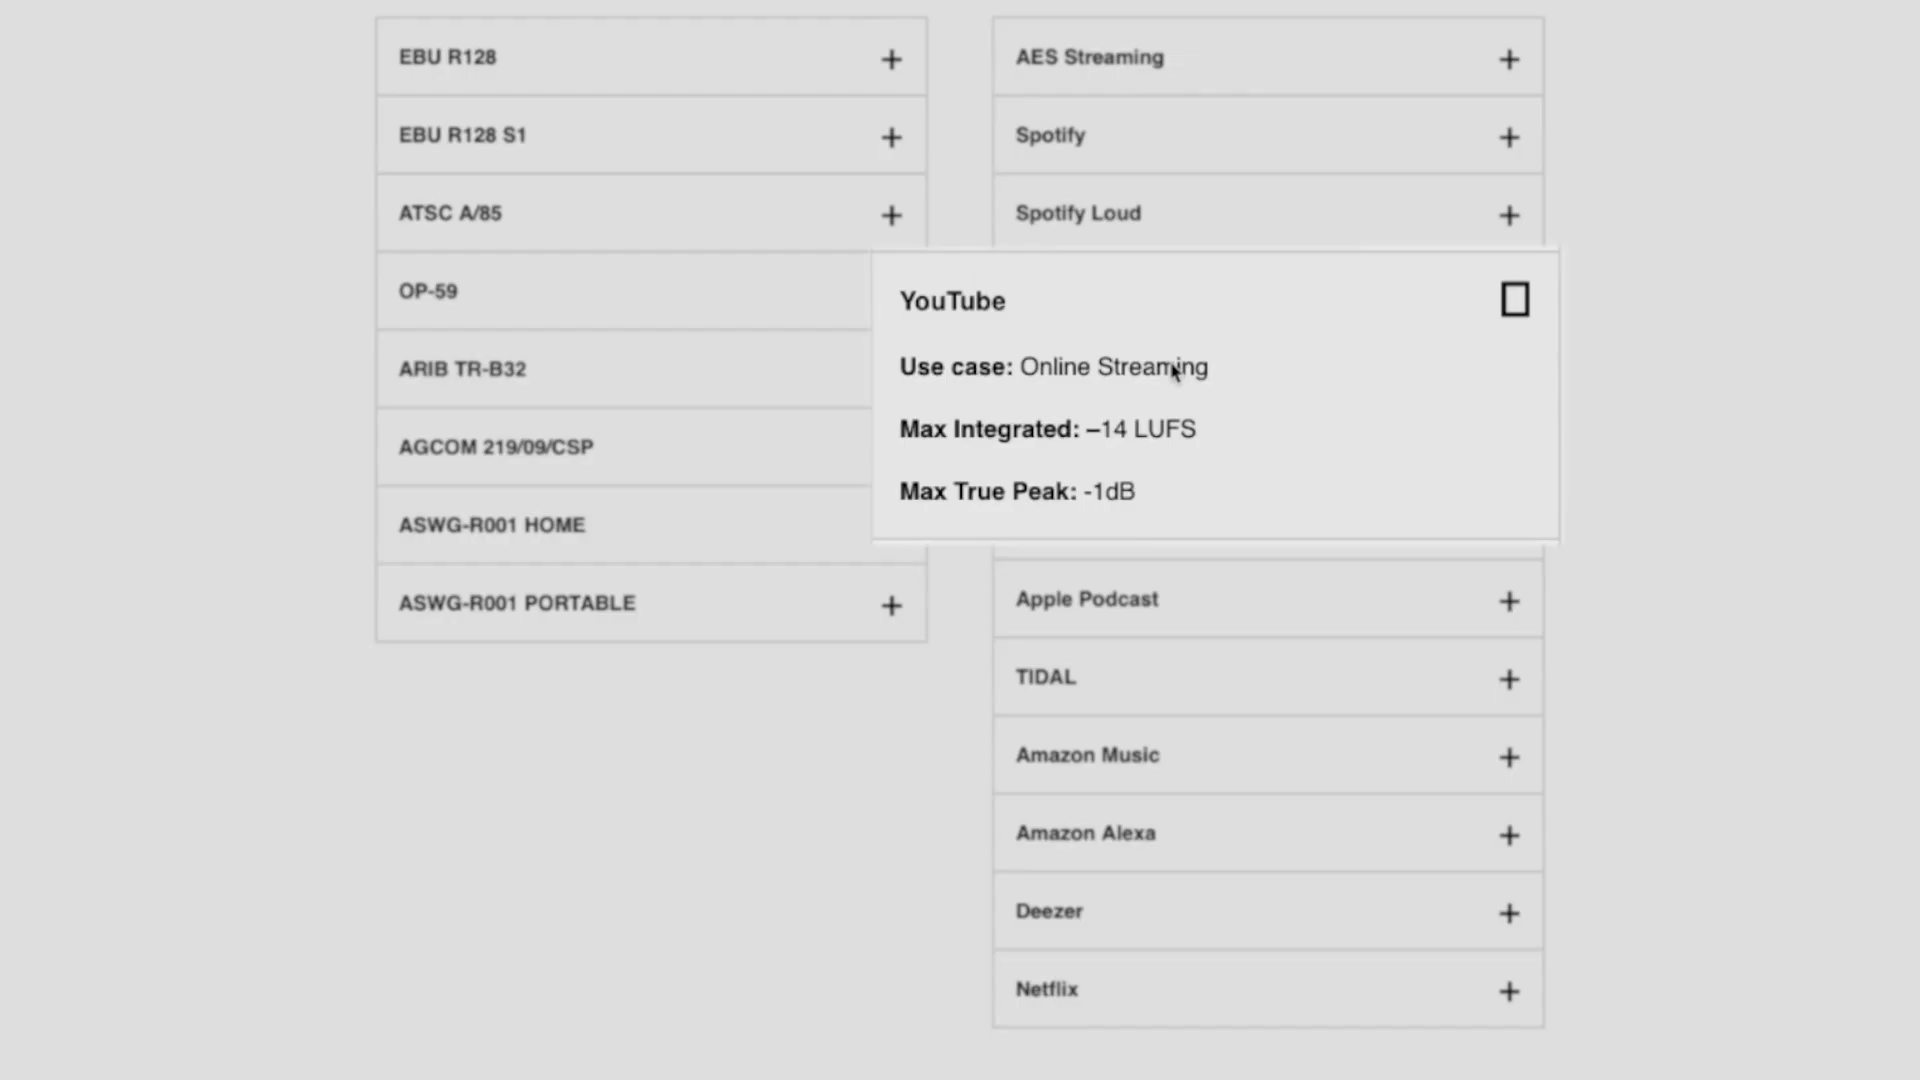 EBU R128
EBU R128 S1
ATSC A/85
OP-59
ARIB TR-B32
AGCOM 219/09/CSP
ASWG-R001 HOME
ASWG-R001 PORTABLE
AES Streaming
Spotify
Spotify Loud
YouTube
Use case: Online Streaming
Max Integrated: –14 LUFS
Max True Peak: -1dB
Apple Podcast
TIDAL
Amazon Music
Amazon Alexa
Deezer
Netflix